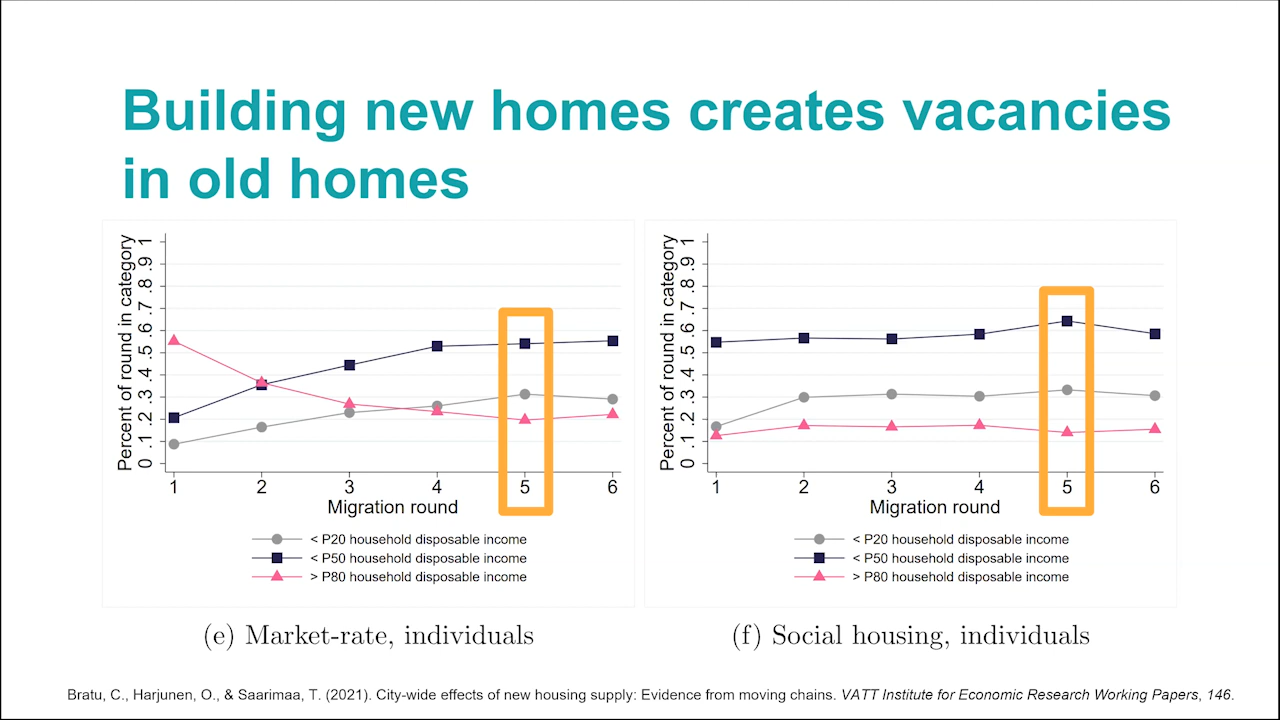 Building new homes creates vacancies
in old homes
Percent of round in category
0 .1 .2 .3 .4 .5 .6 .7 .8 .9 1
1 2 3 4 5 6
Migration round
< P20 household disposable income
< P50 household disposable income
> P80 household disposable income
(e) Market-rate, individuals
Percent of round in category
0 .1 .2 .3 .4 .5 .6 .7 .8 .9 1
1 2 3 4 5 6
Migration round
< P20 household disposable income
< P50 household disposable income
> P80 household disposable income
(f) Social housing, individuals
Bratu, C., Harjunen, O., & Saarimaa, T. (2021). City-wide effects of new housing supply: Evidence from moving chains. VATT Institute for Economic Research Working Papers, 146.